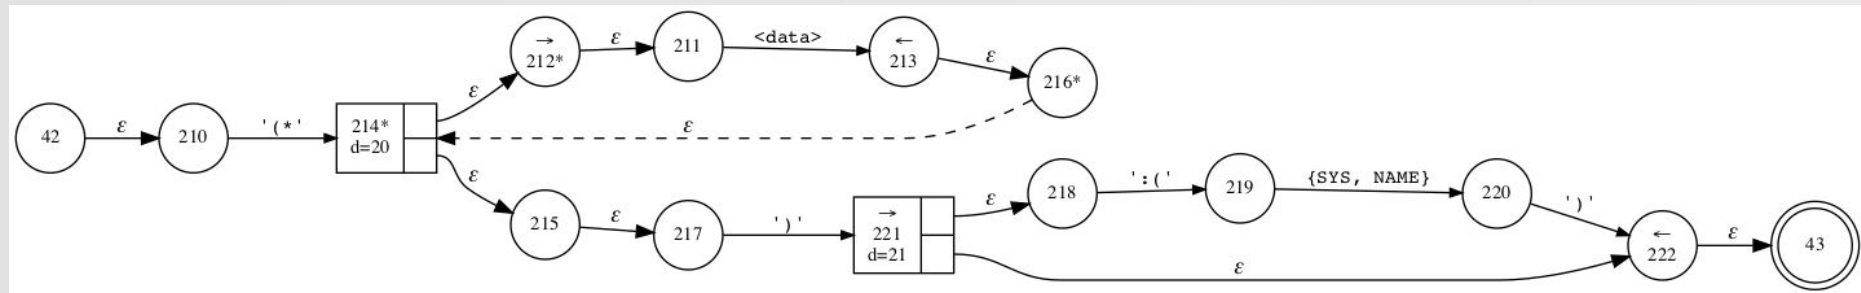 42
ε
210
'(*'
214*
d=20
ε
→
212*
ε
211
<data>
←
213
ε
216*
ε
ε
215
ε
217
')'
→
221
d=21
ε
218
':('
219
{SYS, NAME}
220
')'
ε
←
222
ε
43